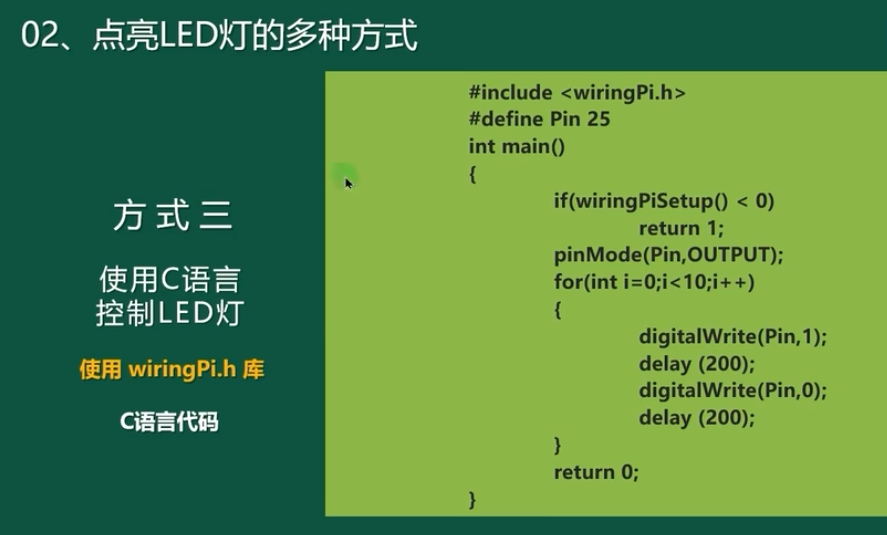 02、点亮LED灯的多种方式
方式三
使用C语言
控制LED灯
使用 wiringPi.h 库
C语言代码
#include <wiringPi.h>
#define Pin 25
int main()
{
if(wiringPiSetup() < 0)
return 1;
pinMode(Pin,OUTPUT);
for(int i=0;i<10;i++)
{
digitalWrite(Pin,1);
delay (200);
digitalWrite(Pin,0);
delay (200);
}
return 0;
}